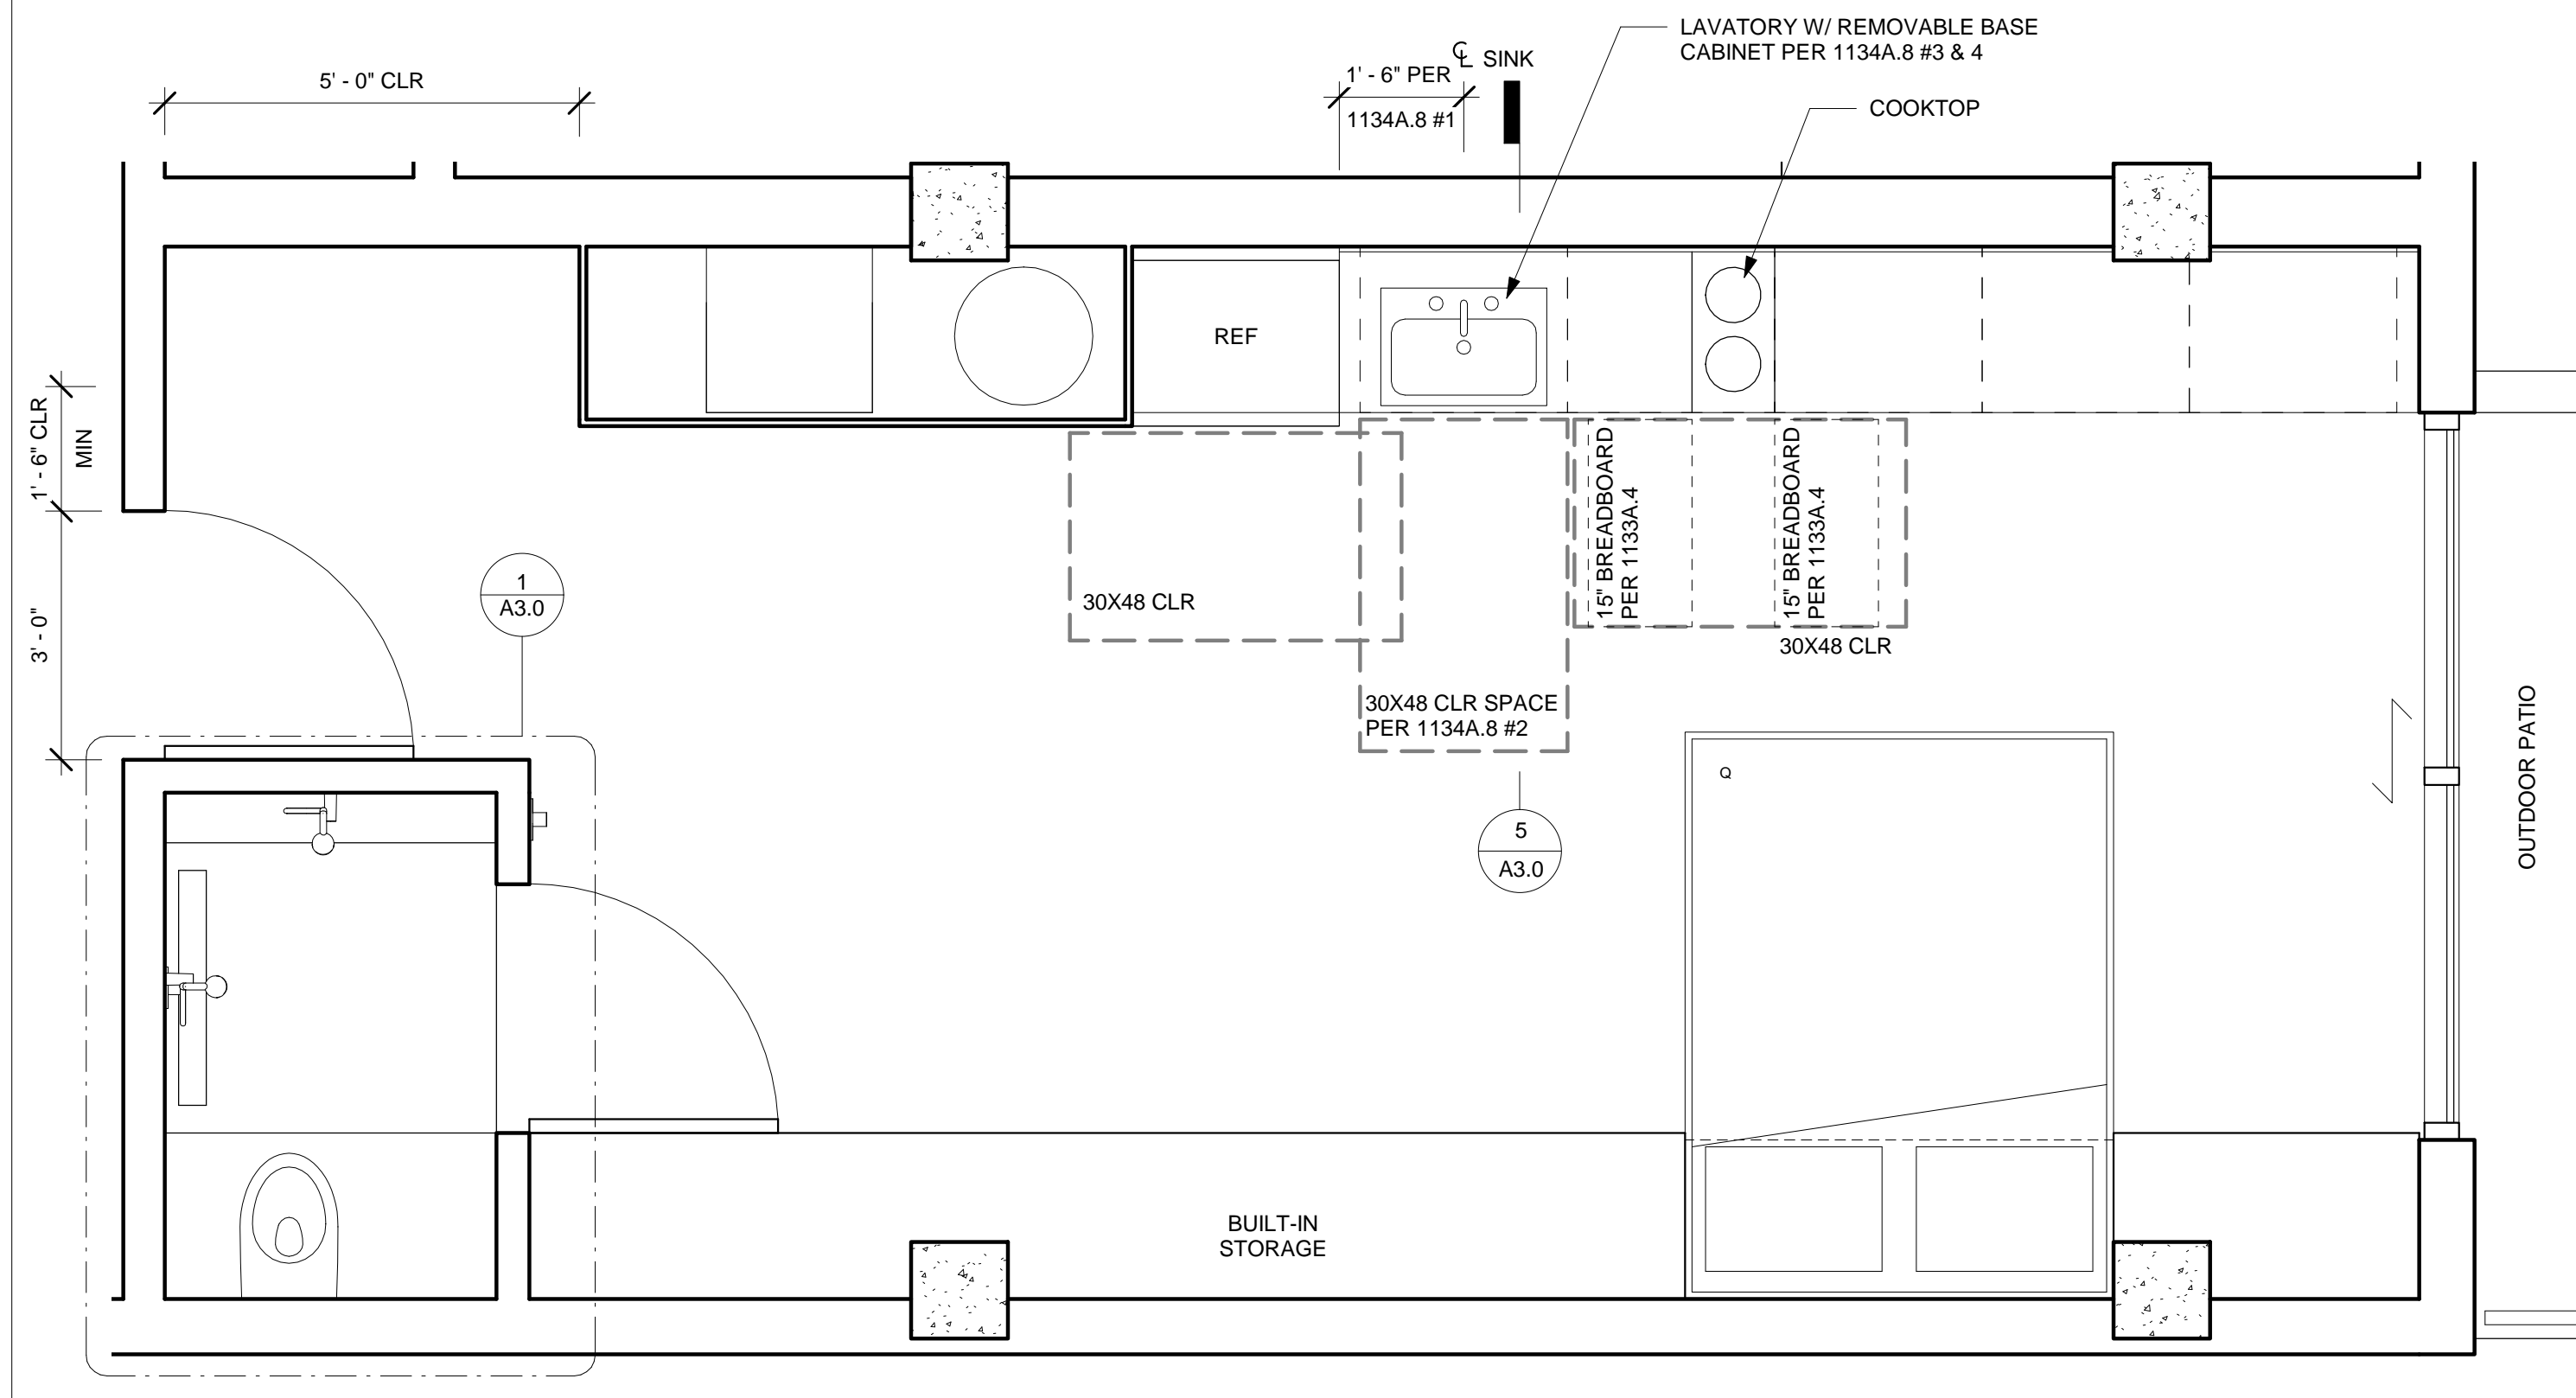 LAVATORY W/ REMOVABLE BASE
CABINET PER 1134A.8 #3 & 4
℄ SINK
5' - 0" CLR
1' - 6" PER
1134A.8 #1
COOKTOP
REF
1' - 6" CLR
MIN
3' - 0"
1
A3.0
30X48 CLR
15" BREADBOARD
PER 1133A.4
15" BREADBOARD
PER 1133A.4
30X48 CLR
30X48 CLR SPACE
PER 1134A.8 #2
Q
5
A3.0
OUTDOOR PATIO
BUILT-IN
STORAGE